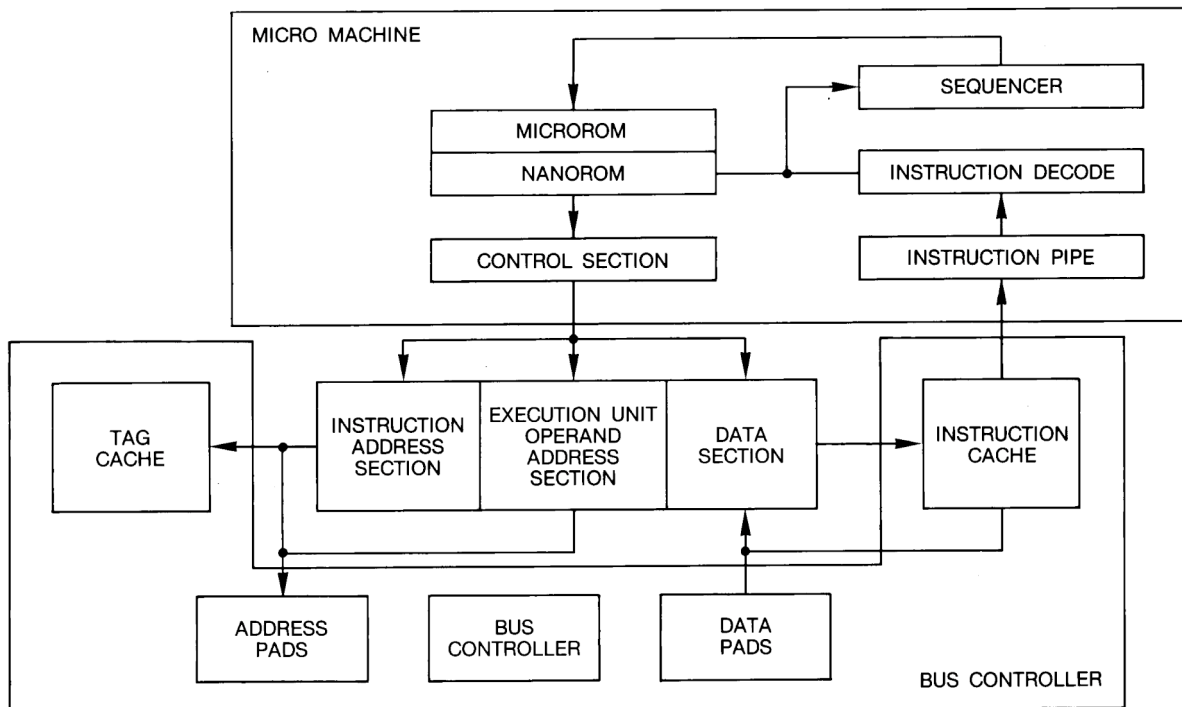 MICRO MACHINE
SEQUENCER
MICROROM
NANOROM
INSTRUCTION DECODE
CONTROL SECTION
INSTRUCTION PIPE
TAG
CACHE
INSTRUCTION
ADDRESS
SECTION
EXECUTION UNIT
OPERAND
ADDRESS
SECTION
DATA
SECTION
INSTRUCTION
CACHE
ADDRESS
PADS
BUS
CONTROLLER
DATA
PADS
BUS CONTROLLER